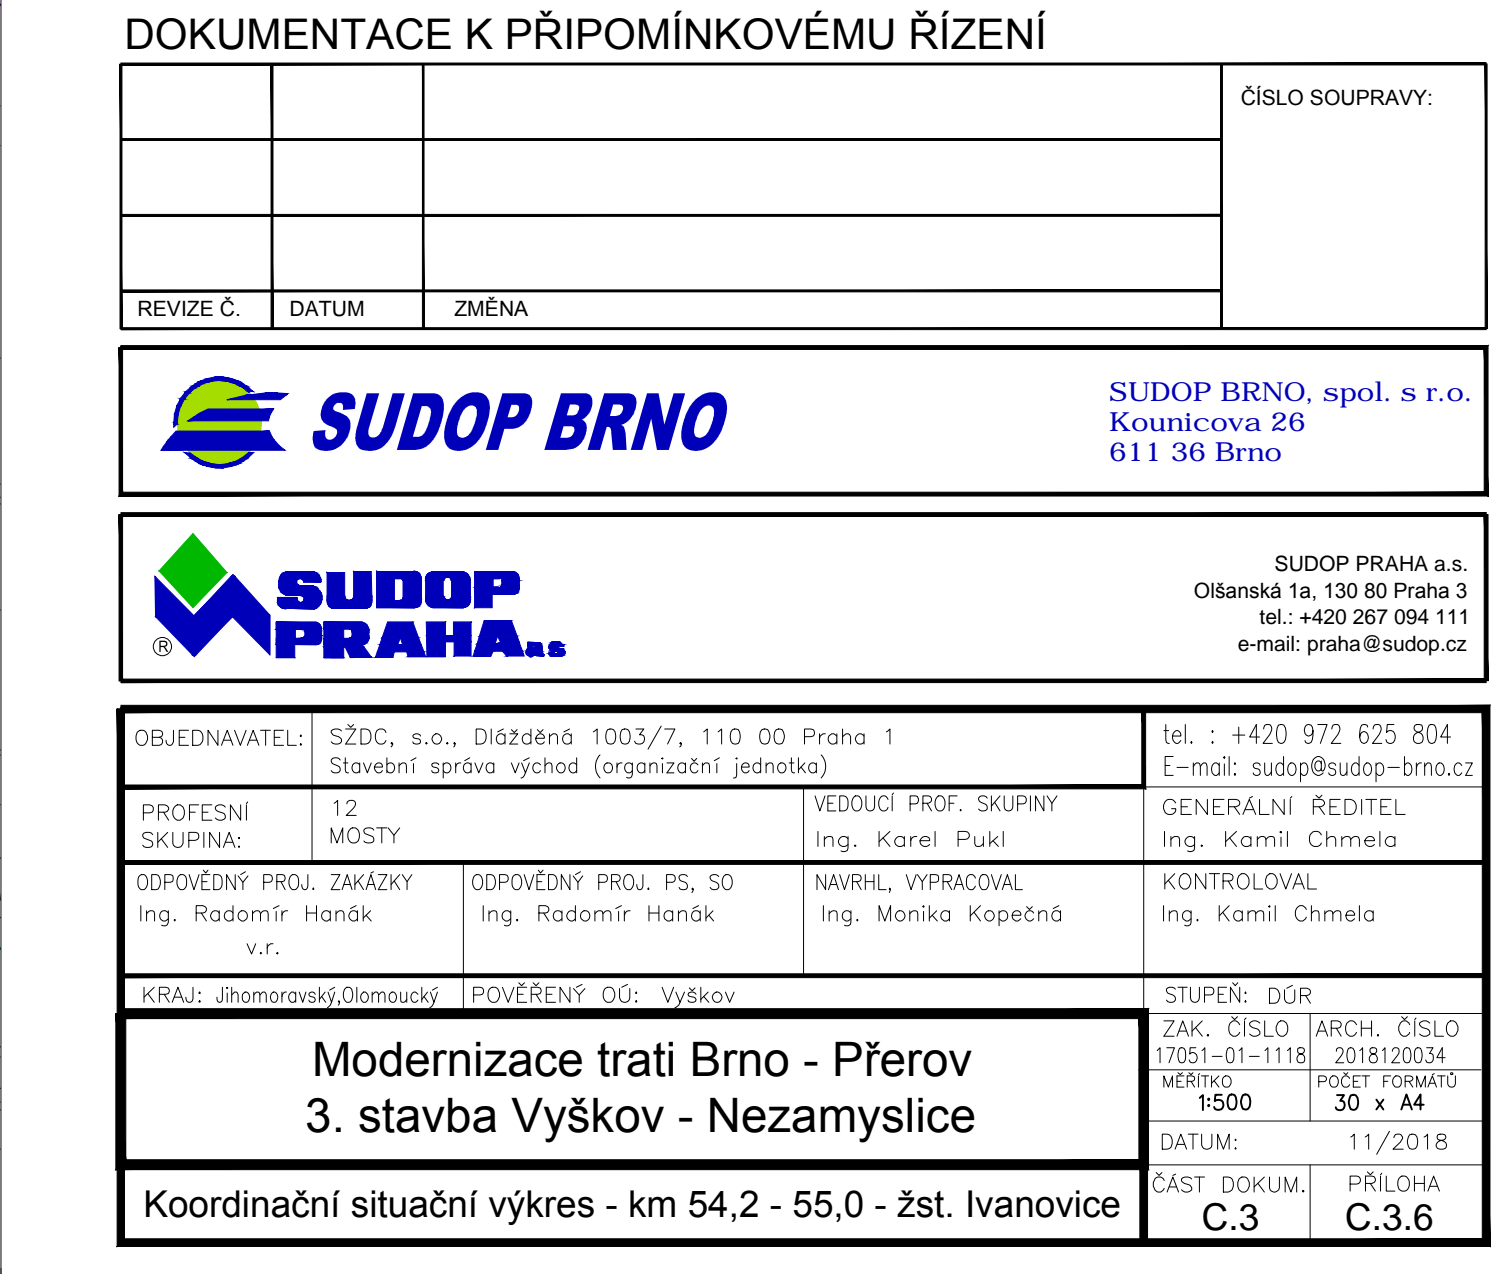 DOKUMENTACE K PŘIPOMÍNKOVÉMU ŘÍZENÍ
ČÍSLO SOUPRAVY:
REVIZE Č. DATUM ZMĚNA
SUDOP BRNO
SUDOP BRNO, spol. s r.o.
Kounicova 26
611 36 Brno
SUDOP
PRAHA a.s
®
SUDOP PRAHA a.s.
Olšanská 1a, 130 80 Praha 3
tel.: +420 267 094 111
e-mail: praha@sudop.cz
OBJEDNAVATEL: SŽDC, s.o., Dlážděná 1003/7, 110 00 Praha 1
Stavební správa východ (organizační jednotka)
tel. : +420 972 625 804
E-mail: sudop@sudop-brno.cz
PROFESNÍ
SKUPINA:
12
MOSTY
VEDOUCÍ PROF. SKUPINY
Ing. Karel Pukl
GENERÁLNÍ ŘEDITEL
Ing. Kamil Chmela
ODPOVĚDNÝ PROJ. ZAKÁZKY
Ing. Radomír Hanák
v.r.
ODPOVĚDNÝ PROJ. PS, SO
Ing. Radomír Hanák
NAVRHL, VYPRACOVAL
Ing. Monika Kopečná
KONTROLOVAL
Ing. Kamil Chmela
KRAJ: Jihomoravský,Olomoucký POVĚŘENÝ OÚ: Vyškov STUPEŇ: DÚR
Modernizace trati Brno - Přerov
3. stavba Vyškov - Nezamyslice
ZAK. ČÍSLO
17051-01-1118
ARCH. ČÍSLO
2018120034
MĚŘÍTKO
1:500
POČET FORMÁTŮ
30 x A4
DATUM: 11/2018
Koordinační situační výkres - km 54,2 - 55,0 - žst. Ivanovice
ČÁST DOKUM.
C.3
PŘÍLOHA
C.3.6